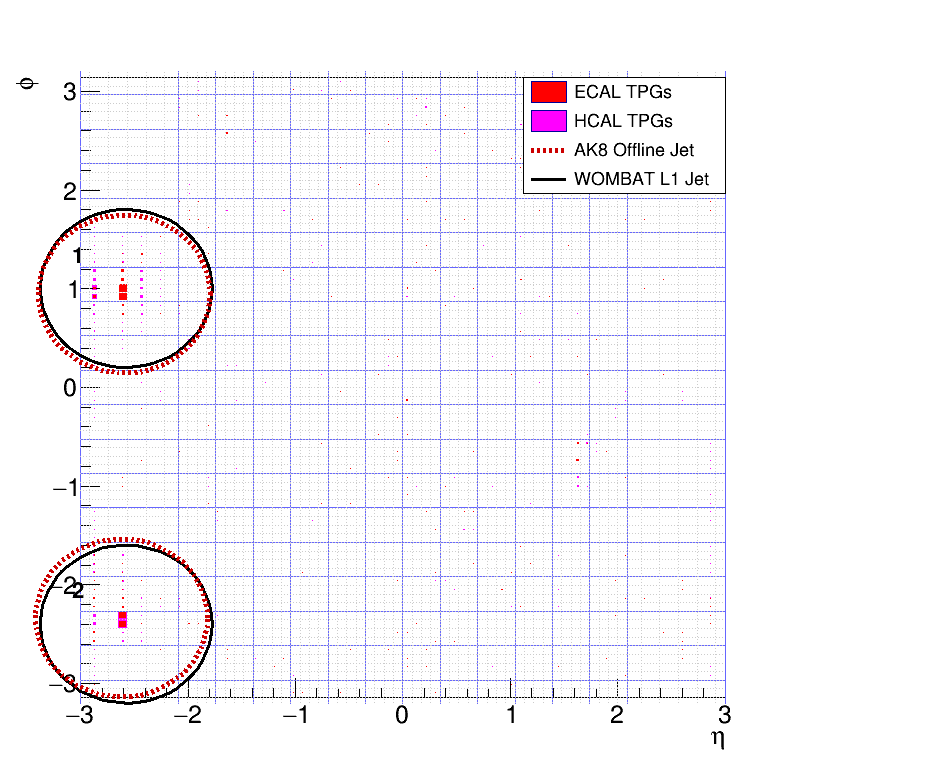 φ
3
ECAL TPGs
HCAL TPGs
AK8 Offline Jet
WOMBAT L1 Jet
2
1
1
0
−1
−2
2
−3
−3 −2 −1 0 1 2 3
η